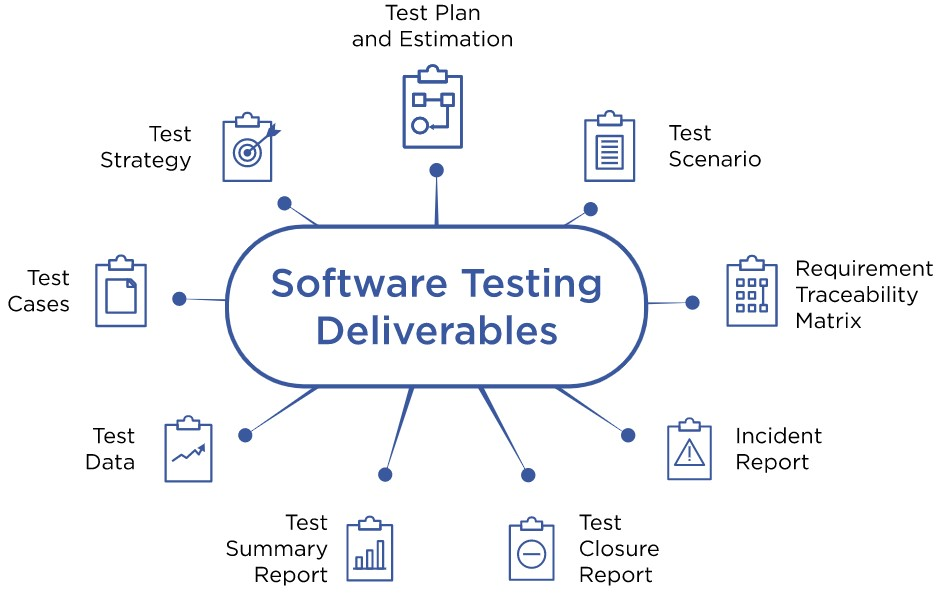 Test Plan
and Estimation
Test
Strategy
Test
Scenario
Software Testing
Deliverables
Test
Cases
Requirement
Traceability
Matrix
Test
Data
Incident
Report
Test
Summary
Report
Test
Closure
Report